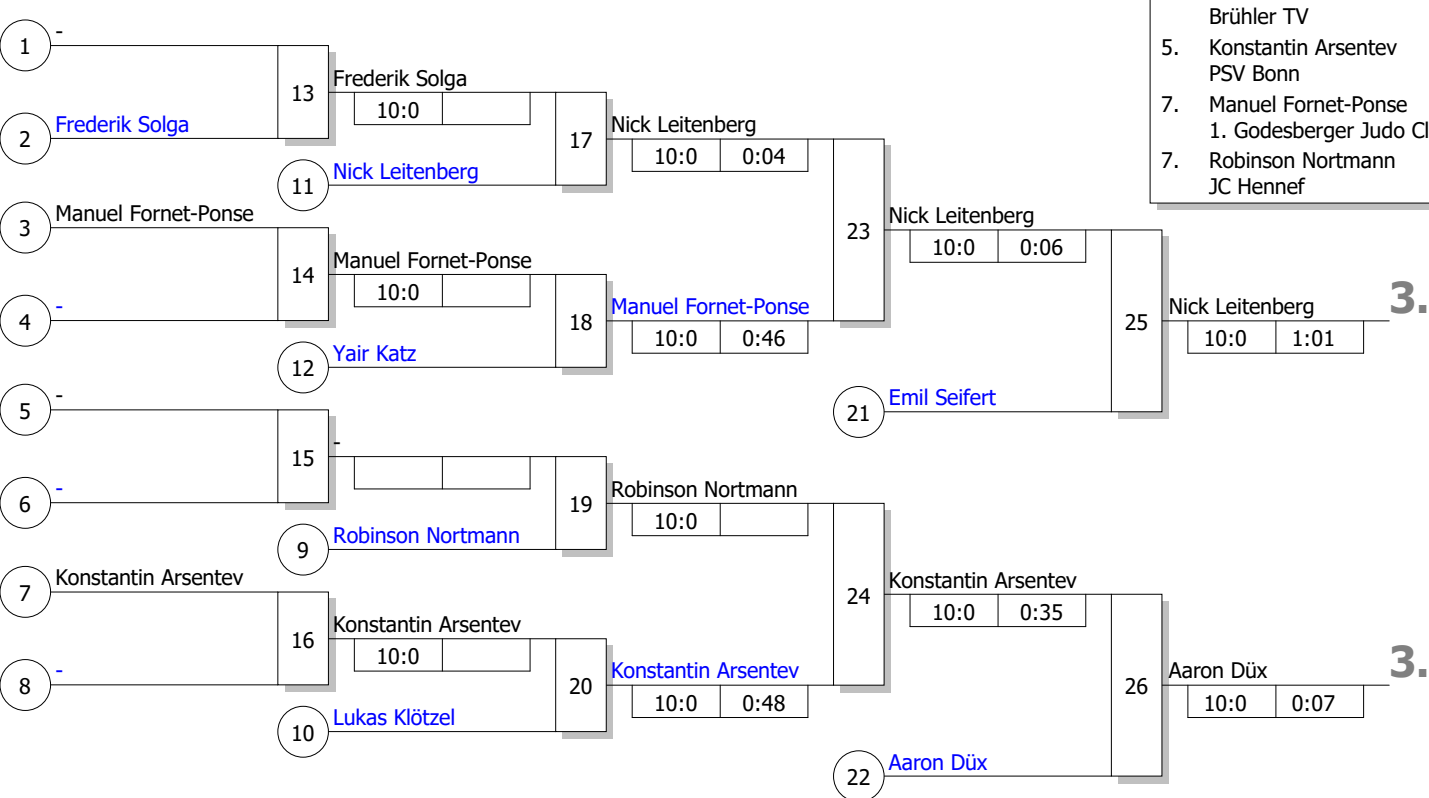 Brühler TV
5. Konstantin Arsentev
PSV Bonn
7. Manuel Fornet-Ponse
1. Godesberger Judo Cl
7. Robinson Nortmann
JC Hennef
1 -
13
Frederik Solga
10:0
2 Frederik Solga
17
Nick Leitenberg
10:0 0:04
11 Nick Leitenberg
3 Manuel Fornet-Ponse
14
Manuel Fornet-Ponse
10:0
4 -
18
Manuel Fornet-Ponse
10:0 0:46
12 Yair Katz
23
Nick Leitenberg
10:0 0:06
25
Nick Leitenberg 3.
10:0 1:01
21 Emil Seifert
5 -
15
-
6 -
19
Robinson Nortmann
10:0
9 Robinson Nortmann
7 Konstantin Arsentev
16
Konstantin Arsentev
10:0
8 -
20
Konstantin Arsentev
10:0 0:48
10 Lukas Klötzel
24
Konstantin Arsentev
10:0 0:35
26
Aaron Düx 3.
10:0 0:07
22 Aaron Düx